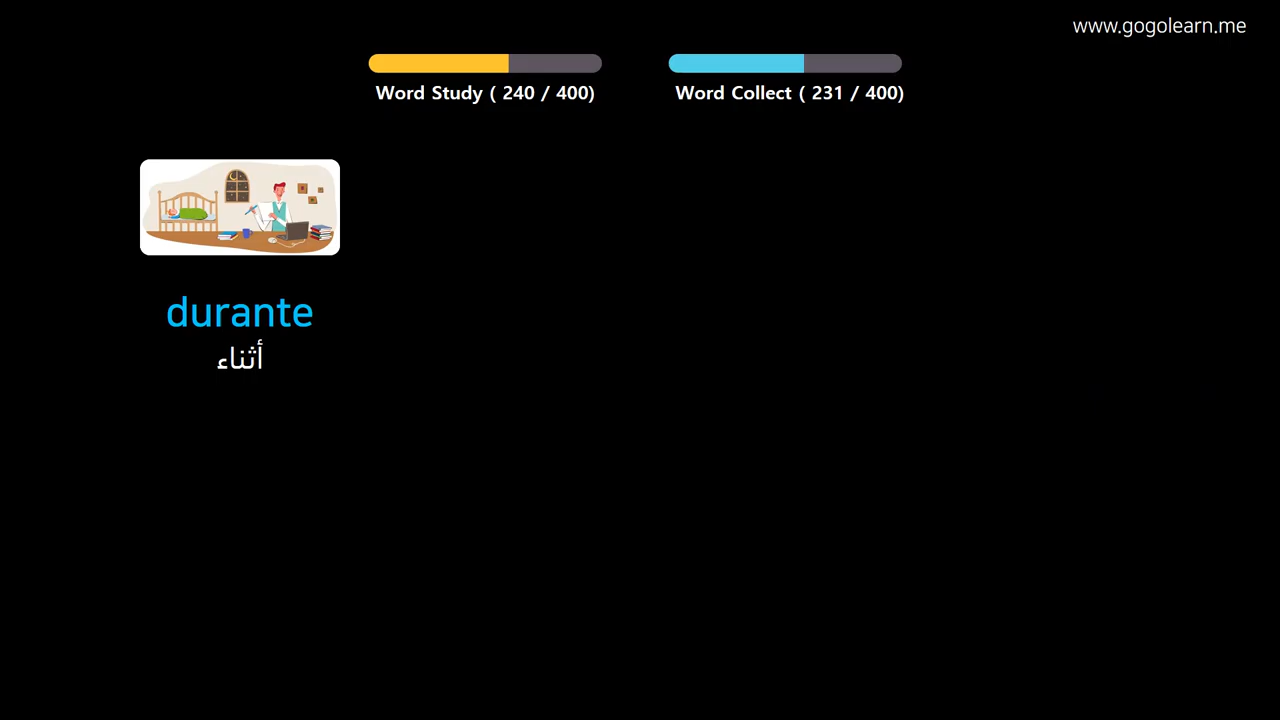 www.gogolearn.me
Word Study ( 240 / 400)
Word Collect ( 231 / 400)
durante
أثناء